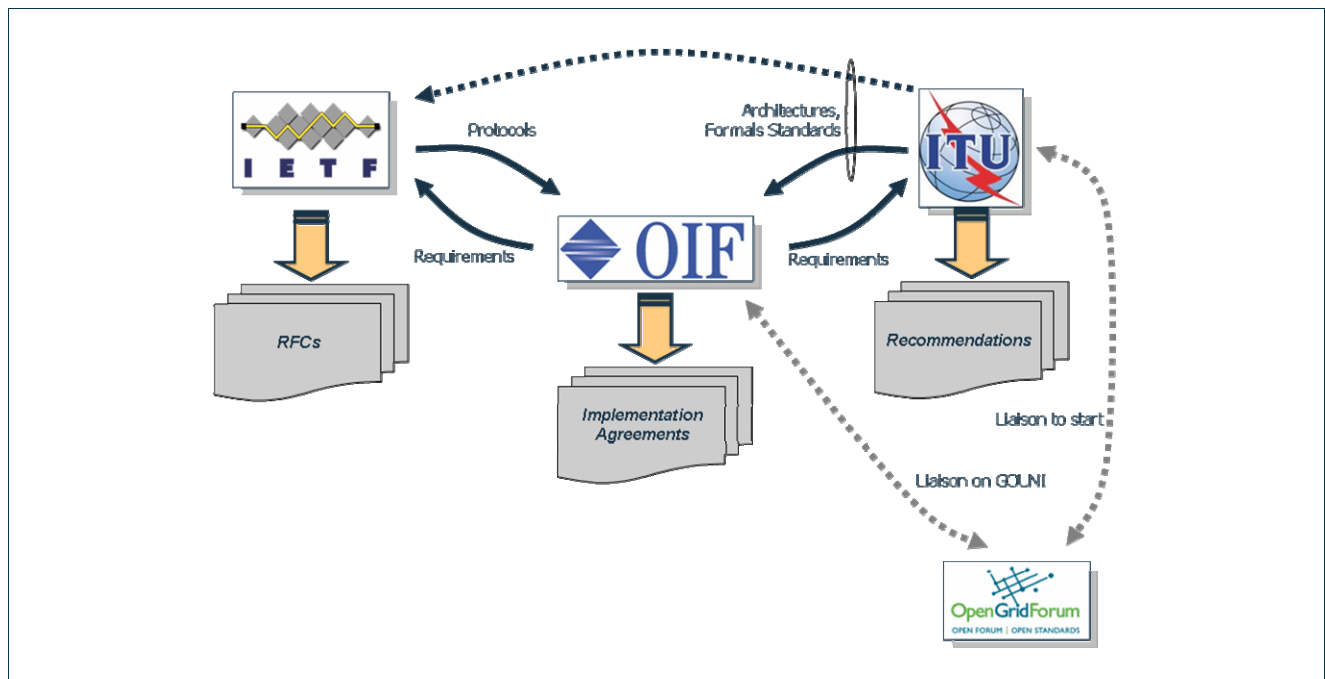 Architectures,
Formals Standards
Protocols
IETF
ITU
OIF
Requirements
Requirements
RFCs
Recommendations
Implementation
Agreements
Liaison to start
Liaison on GOLNI
OpenGridForum
OPEN FORUM | OPEN STANDARDS